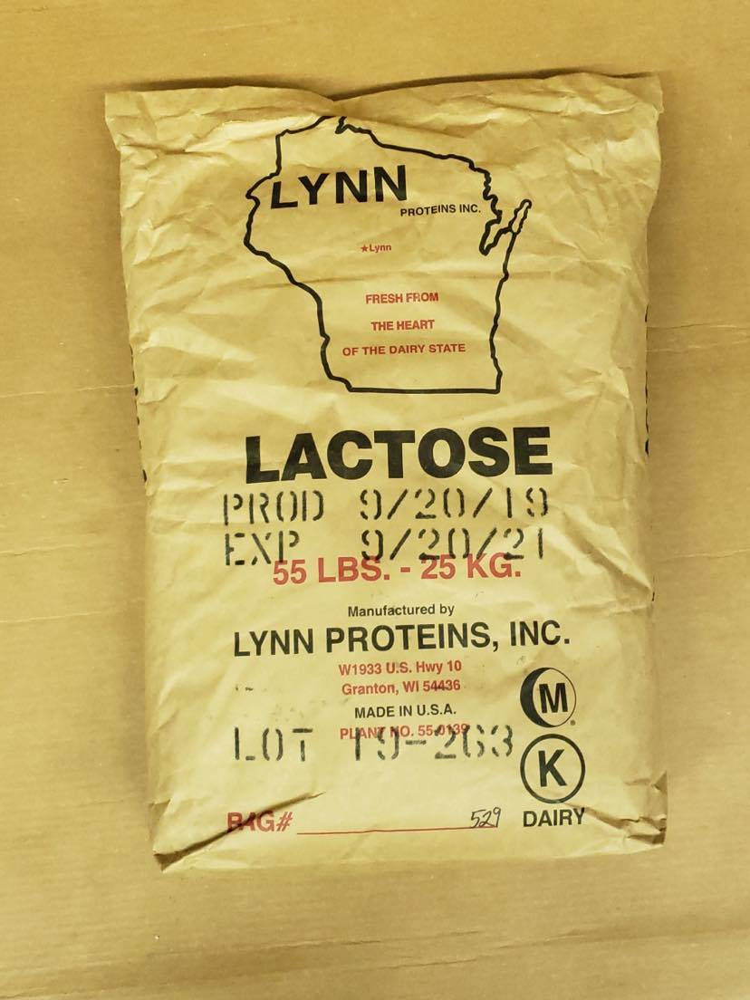 LYNN
PROTEINS INC.
★Lynn
FRESH FROM
THE HEART
OF THE DAIRY STATE
LACTOSE
PROD 9/20/19
EXP 9/20/21
55 LBS. - 25 KG.
Manufactured by
LYNN PROTEINS, INC.
W1933 U.S. Hwy 10
Granton, WI 54436
MADE IN U.S.A.
PLANT NO. 55-0139
LOT 19-263
M
K
DAIRY
BAG# 529